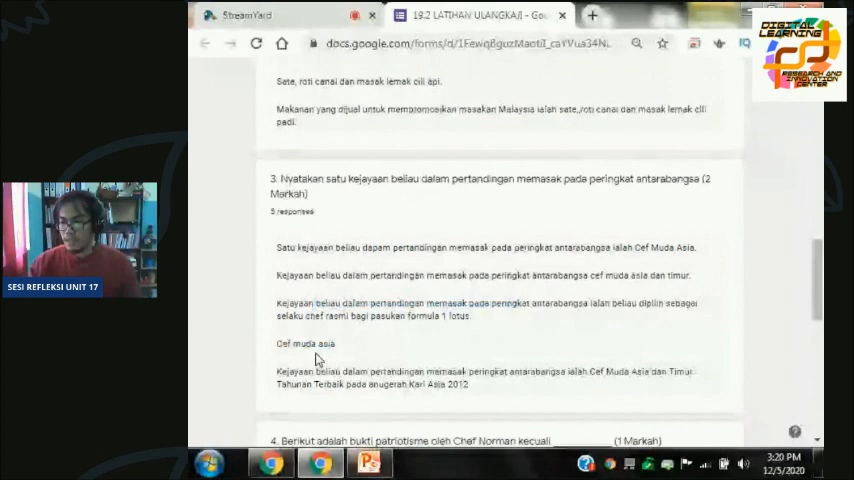 StreamYard
19.2 LATIHAN ULANGKAJI - Go
docs.google.com/forms/d/1FewqBguzMaotiI_caYVua34NL
DIGITAL
LEARNING
RESEARCH AND
INNOVATION
CENTER
Sate, roti canai dan masak lemak cili api.
Makanan yang dijual untuk mempromosikan masakan Malaysia ialah sate,,roti canai dan masak lemak cili
padi.
3. Nyatakan satu kejayaan beliau dalam pertandingan memasak pada peringkat antarabangsa (2
Markah)
5 responses
Satu kejayaan beliau dapam pertandingan memasak pada peringkat antarabangsa ialah Cef Muda Asia.
Kejayaan beliau dalam pertandingan memasak pada peringkat antarabangsa cef muda asia dan timur.
Kejayaan beliau dalam pertandingan memasak pada peringkat antarabangsa ialah beliau dipilih sebagai
selaku chef rasmi bagi pasukan formula 1 lotus.
Cef muda asia
Kejayaan beliau dalam pertandingan memasak peringkat antarabangsa ialah Cef Muda Asia dan Timur
Tahunan Terbaik pada anugerah Kari Asia 2012
4. Berikut adalah bukti patriotisme oleh Chef Norman kecuali ____________ (1 Markah)
SESI REFLEKSI UNIT 17
3:20 PM
12/5/2020